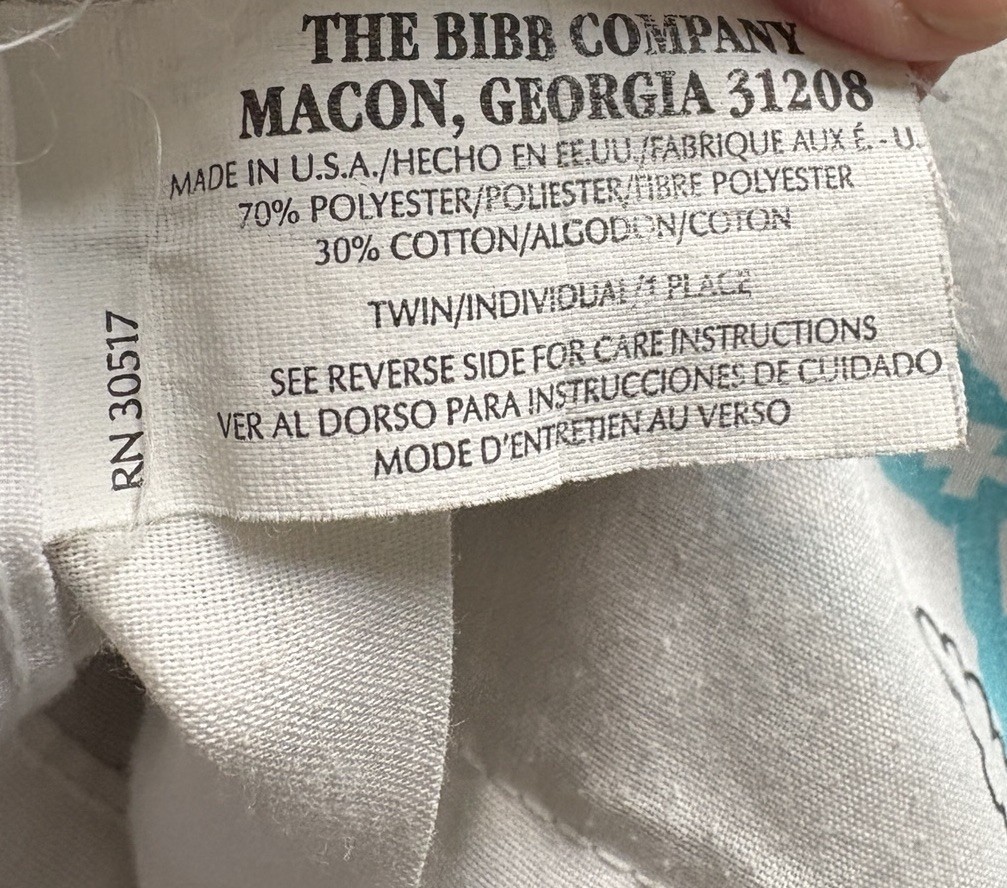 THE BIBB COMPANY
MACON, GEORGIA 31208
MADE IN U.S.A./HECHO EN EE.UU./FABRIQUE AUX É.-U.
70% POLYESTER/POLIESTER/FIBRE POLYESTER
30% COTTON/ALGODON/COTON
TWIN/INDIVIDUAL/1 PLACE
SEE REVERSE SIDE FOR CARE INSTRUCTIONS
VER AL DORSO PARA INSTRUCCIONES DE CUIDADO
MODE D'ENTRETIEN AU VERSO
RN 30517